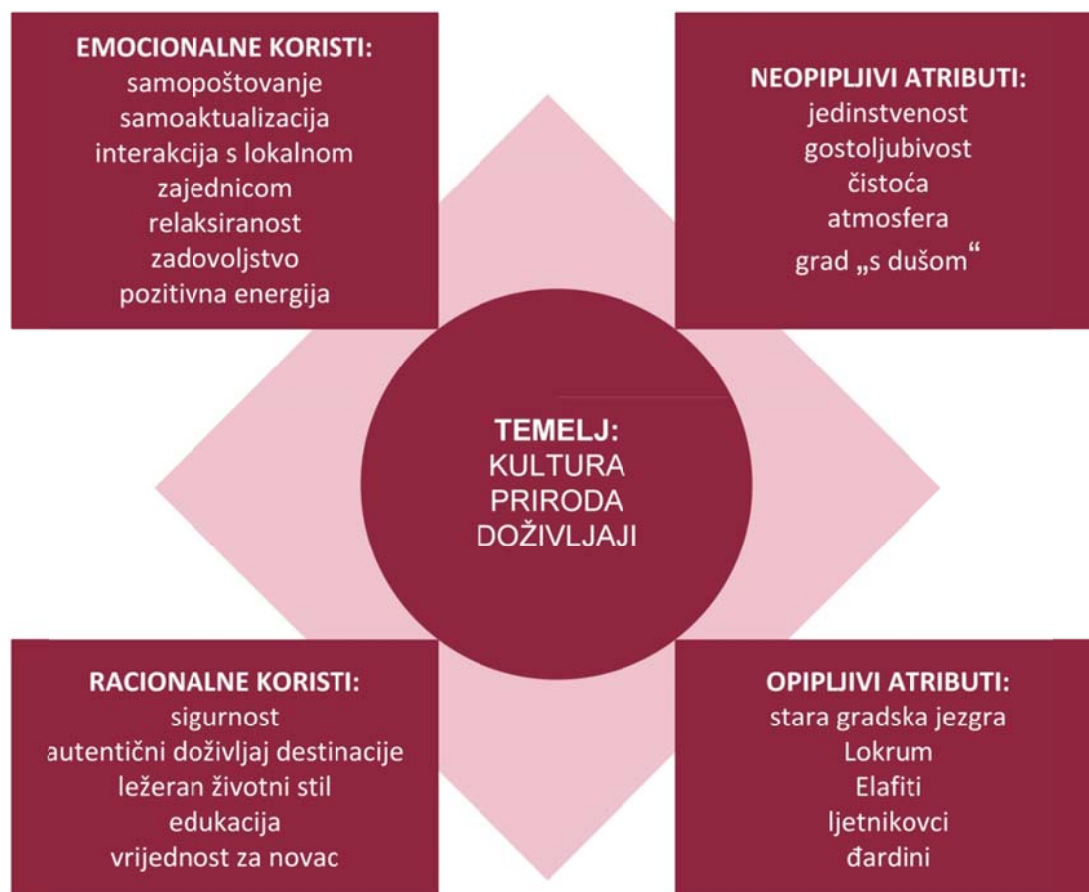 EMOCIONALNE KORISTI:
samopoštovanje
samoaktualizacija
interakcija s lokalnom
zajednicom
relaksiranost
zadovoljstvo
pozitivna energija
NEOPIPLJIVI ATRIBUTI:
jedinstvenost
gostoljubivost
čistoća
atmosfera
grad „s dušom“
TEMELJ:
KULTURA
PRIRODA
DOŽIVLJAJI
RACIONALNE KORISTI:
sigurnost
autentični doživljaj destinacije
ležeran životni stil
edukacija
vrijednost za novac
OPIPLJIVI ATRIBUTI:
stara gradska jezgra
Lokrum
Elafiti
ljetnikovci
đardini